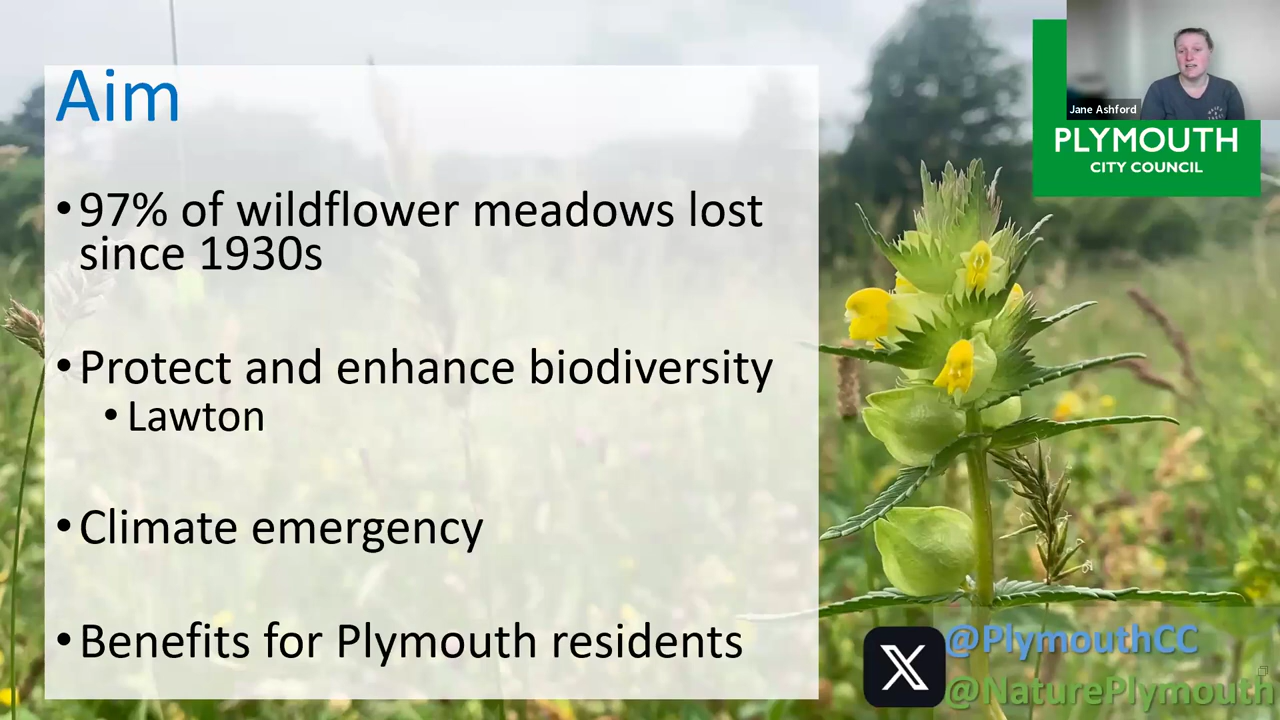 Aim
Jane Ashford
PLYMOUTH
CITY COUNCIL
•97% of wildflower meadows lost
since 1930s
•Protect and enhance biodiversity
•Lawton
•Climate emergency
•Benefits for Plymouth residents
@PlymouthCC
@NaturePlymouth